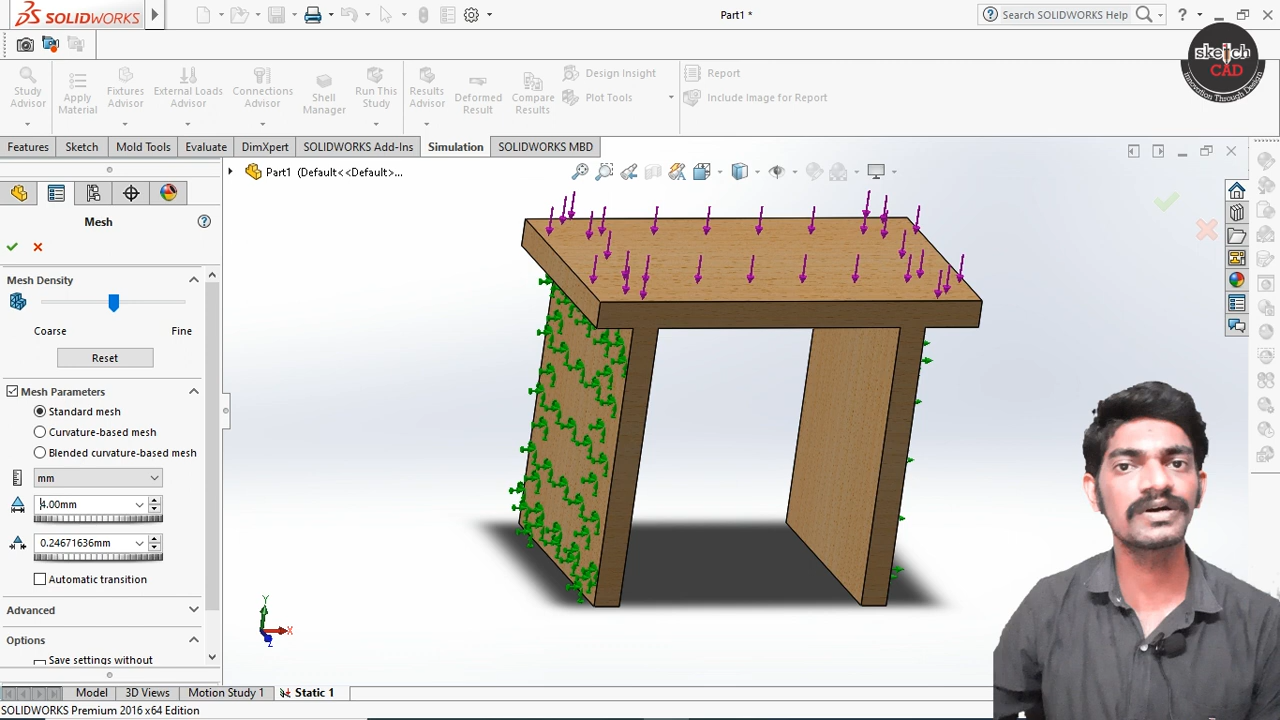 SOLIDWORKS
Part1 *
Search SOLIDWORKS Help
?
sketch
CAD
Innovation Through Design
Study
Advisor
Apply
Material
Fixtures
Advisor
External Loads
Advisor
Connections
Advisor
Shell
Manager
Run This
Study
Results
Advisor
Deformed
Result
Compare
Results
Design Insight
Plot Tools
Report
Include Image for Report
Features
Sketch
Mold Tools
Evaluate
DimXpert
SOLIDWORKS Add-Ins
Simulation
SOLIDWORKS MBD
Part1 (Default<<Default>...
Mesh
?
Mesh Density
Coarse
Fine
Reset
Mesh Parameters
Standard mesh
Curvature-based mesh
Blended curvature-based mesh
mm
4.00mm
0.24671636mm
Automatic transition
Advanced
Options
Save settings without
Y
X
Z
Model
3D Views
Motion Study 1
Static 1
SOLIDWORKS Premium 2016 x64 Edition